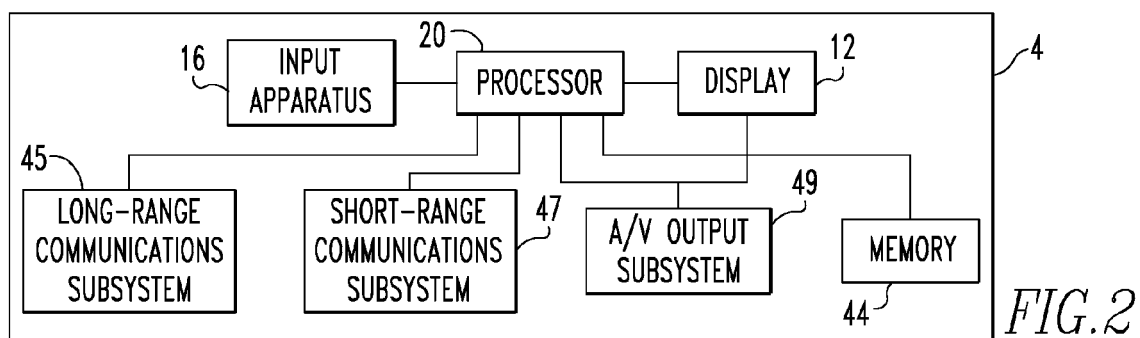 20
12
4
16
INPUT
APPARATUS
PROCESSOR
DISPLAY
45
LONG-RANGE
COMMUNICATIONS
SUBSYSTEM
SHORT-RANGE
COMMUNICATIONS
SUBSYSTEM
47
A/V OUTPUT
SUBSYSTEM
49
MEMORY
44
FIG.2